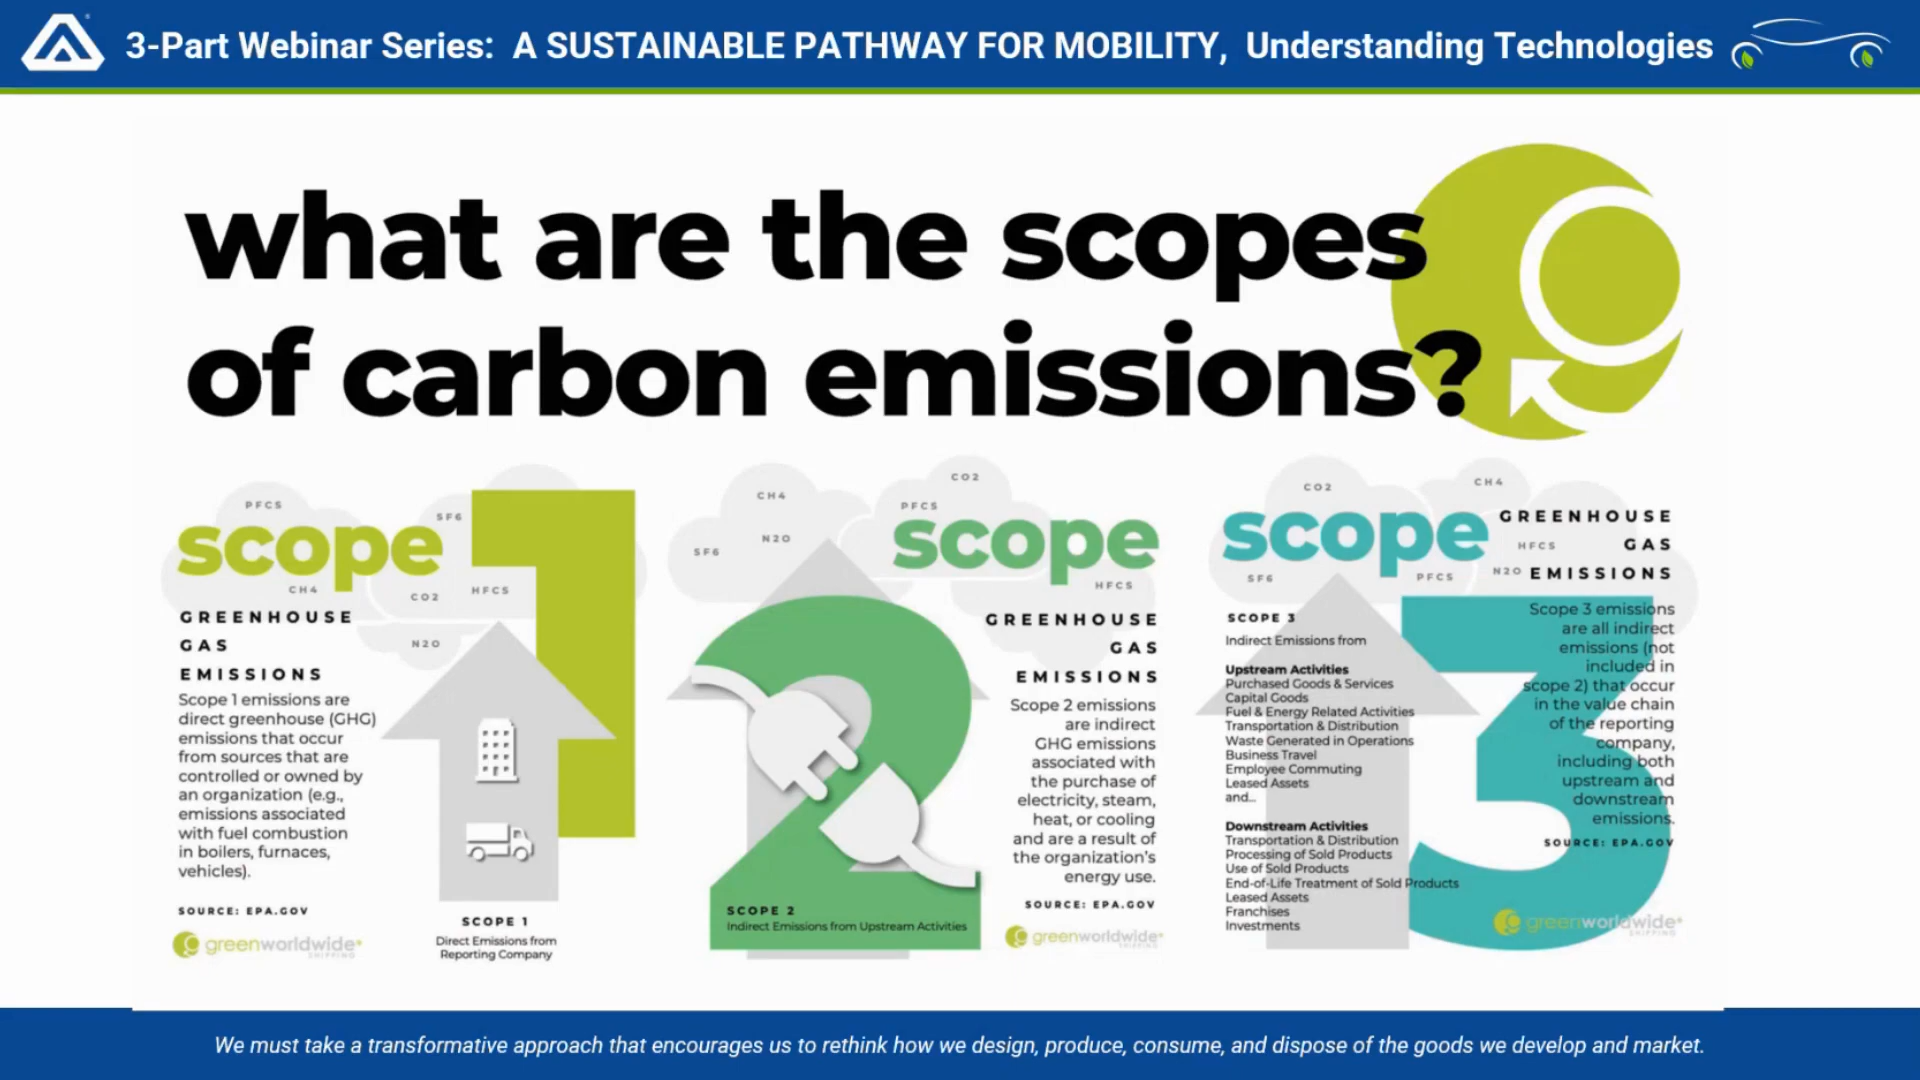 3-Part Webinar Series: A SUSTAINABLE PATHWAY FOR MOBILITY, Understanding Technologies
what are the scopes
of carbon emissions?
PFCS
SF6
scope
CH4
CO2
HFCS
N2O
GREENHOUSE
GAS
EMISSIONS
Scope 1 emissions are
direct greenhouse (GHG)
emissions that occur
from sources that are
controlled or owned by
an organization (e.g.,
emissions associated
with fuel combustion
in boilers, furnaces,
vehicles).
SOURCE: EPA.GOV
greenworldwide
SHIPPING
SCOPE 1
Direct Emissions from
Reporting Company
CH4
CO2
PFCS
N2O
SF6
scope
HFCS
2
GREENHOUSE
GAS
EMISSIONS
Scope 2 emissions
are indirect
GHG emissions
associated with
the purchase of
electricity, steam,
heat, or cooling
and are a result of
the organization's
energy use.
SOURCE: EPA.GOV
greenworldwide
SHIPPING
SCOPE 2
Indirect Emissions from Upstream Activities
CO2
CH4
scope
HFCS
SF6
PFCS
N2O
3
SCOPE 3
Indirect Emissions from
Upstream Activities
Purchased Goods & Services
Capital Goods
Fuel & Energy Related Activities
Transportation & Distribution
Waste Generated in Operations
Business Travel
Employee Commuting
Leased Assets
and...
Downstream Activities
Transportation & Distribution
Processing of Sold Products
Use of Sold Products
End-of-Life Treatment of Sold Products
Leased Assets
Franchises
Investments
GREENHOUSE
GAS
EMISSIONS
Scope 3 emissions
are all indirect
emissions (not
included in
scope 2) that occur
in the value chain
of the reporting
company,
including both
upstream and
downstream
emissions.
SOURCE: EPA.GOV
greenworldwide
SHIPPING
We must take a transformative approach that encourages us to rethink how we design, produce, consume, and dispose of the goods we develop and market.